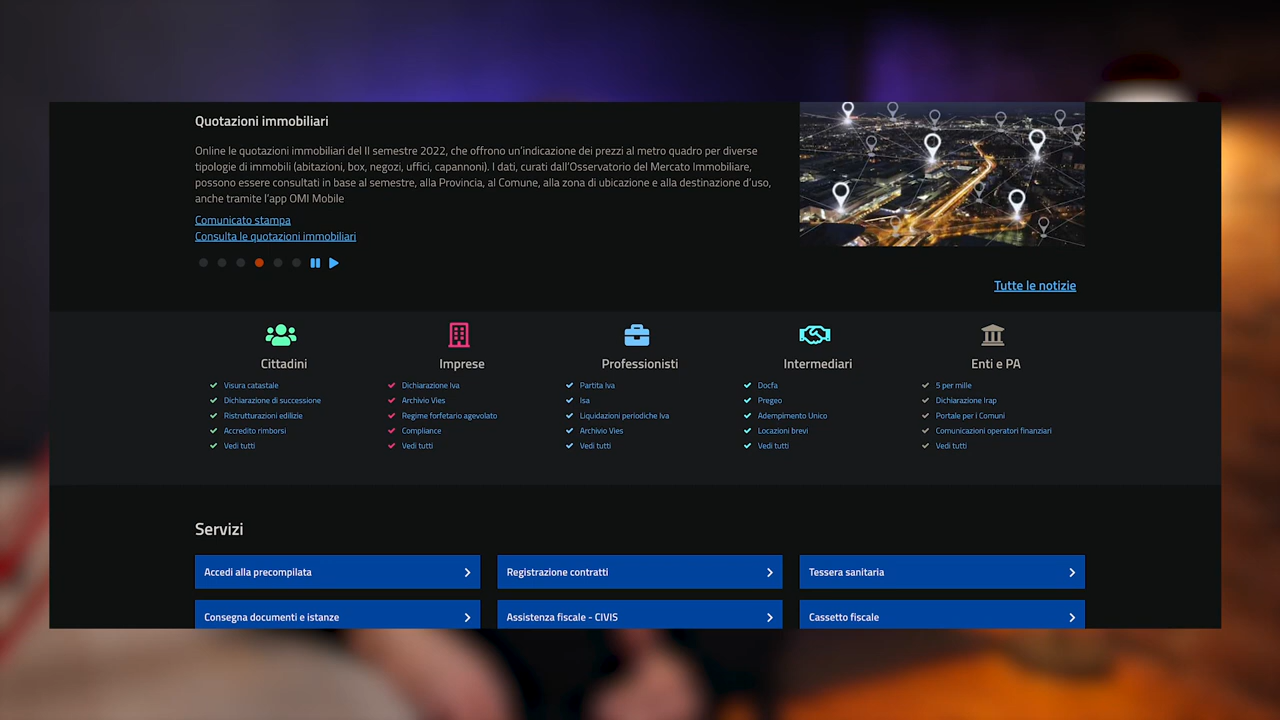 Quotazioni immobiliari
Online le quotazioni immobiliari del II semestre 2022, che offrono un'indicazione dei prezzi al metro quadro per diverse
tipologie di immobili (abitazioni, box, negozi, uffici, capannoni). I dati, curati dall'Osservatorio del Mercato Immobiliare,
possono essere consultati in base al semestre, alla Provincia, al Comune, alla zona di ubicazione e alla destinazione d'uso,
anche tramite l'app OMI Mobile
Comunicato stampa
Consulta le quotazioni immobiliari
Tutte le notizie
Cittadini
Visura catastale
Dichiarazione di successione
Ristrutturazioni edilizie
Accredito rimborsi
Vedi tutti
Imprese
Dichiarazione Iva
Archivio Vies
Regime forfetario agevolato
Compliance
Vedi tutti
Professionisti
Partita Iva
Isa
Liquidazioni periodiche Iva
Archivio Vies
Vedi tutti
Intermediari
Docfa
Pregeo
Adempimento Unico
Locazioni brevi
Vedi tutti
Enti e PA
5 per mille
Dichiarazione Irap
Portale per i Comuni
Comunicazioni operatori finanziari
Vedi tutti
Servizi
Accedi alla precompilata
Registrazione contratti
Tessera sanitaria
Consegna documenti e istanze
Assistenza fiscale - CIVIS
Cassetto fiscale